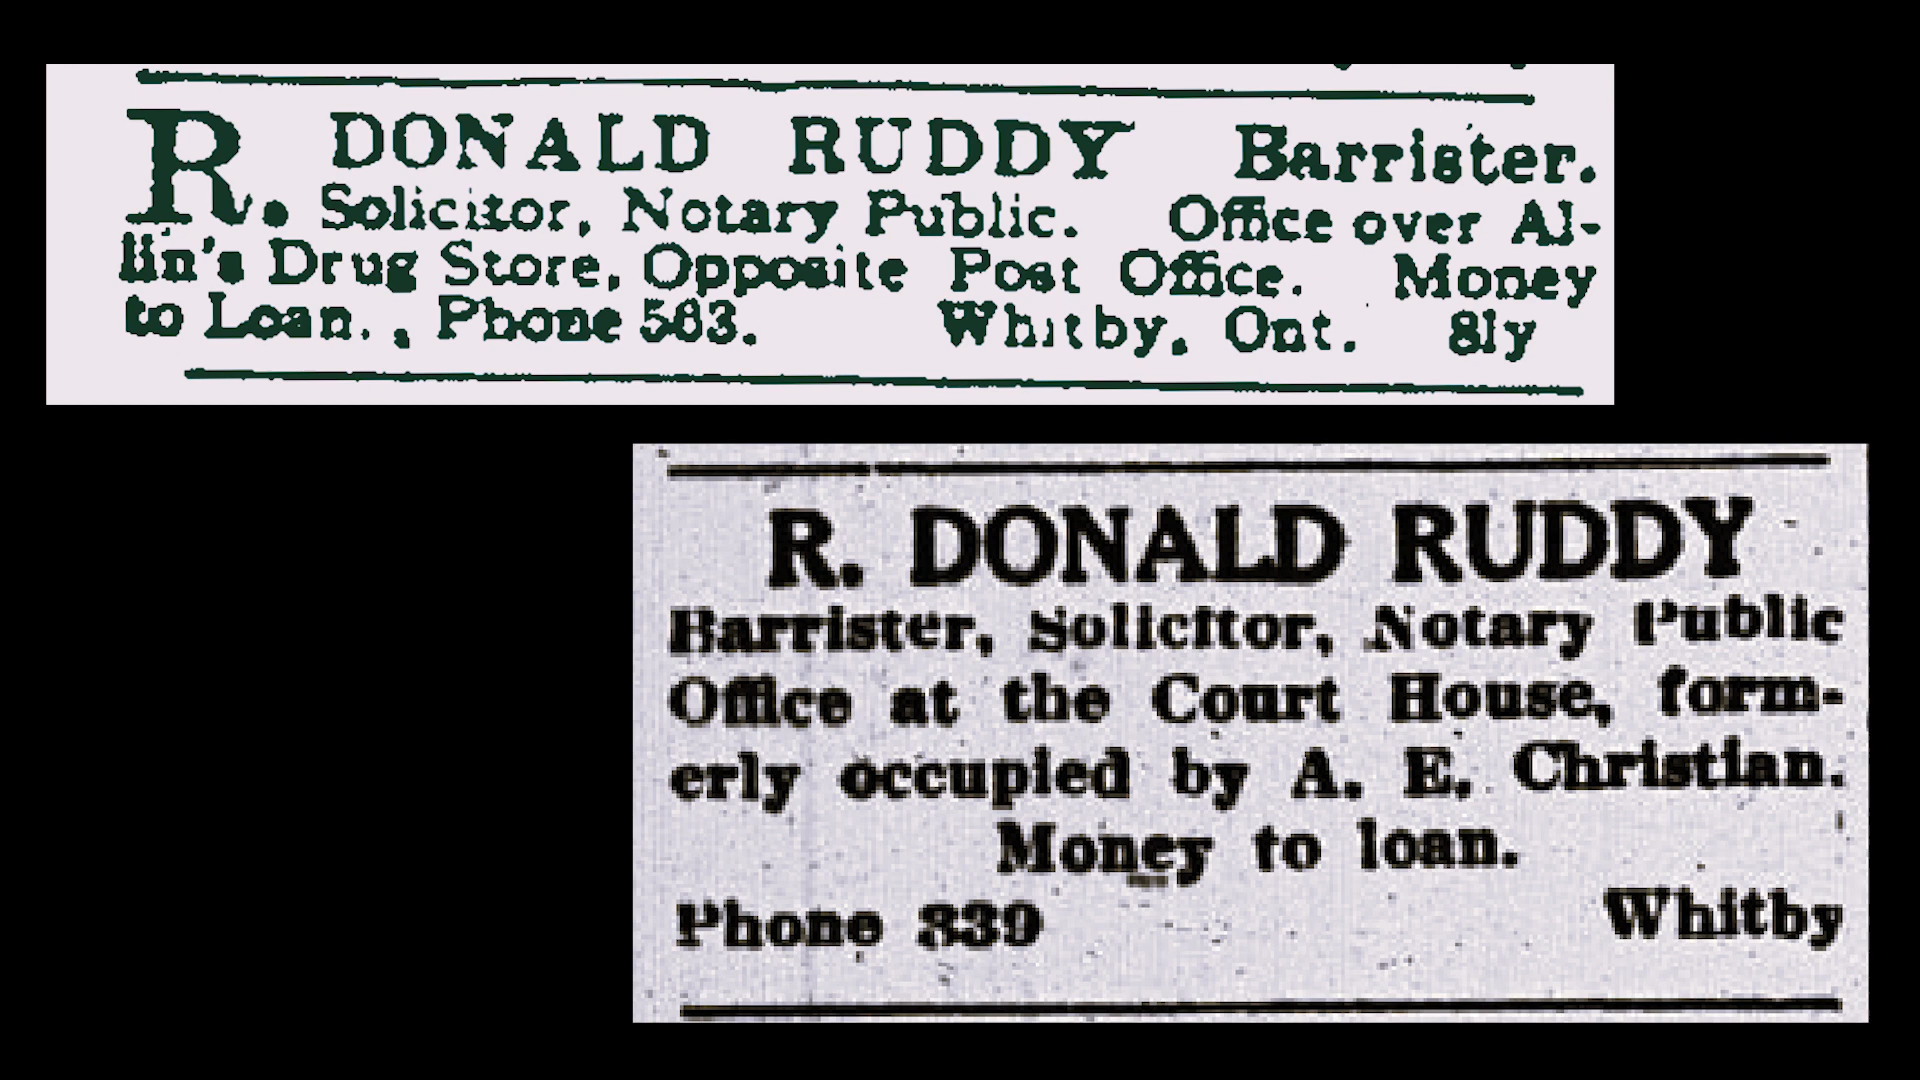 R. DONALD RUDDY Barrister.
Solicitor, Notary Public. Office over Al-
lin's Drug Store, Opposite Post Office. Money
to Loan. , Phone 563. Whitby, Ont. 8ly
R. DONALD RUDDY
Barrister, Solicitor, Notary Public
Office at the Court House, form-
erly occupied by A. E. Christian.
Money to loan.
Phone 339 Whitby